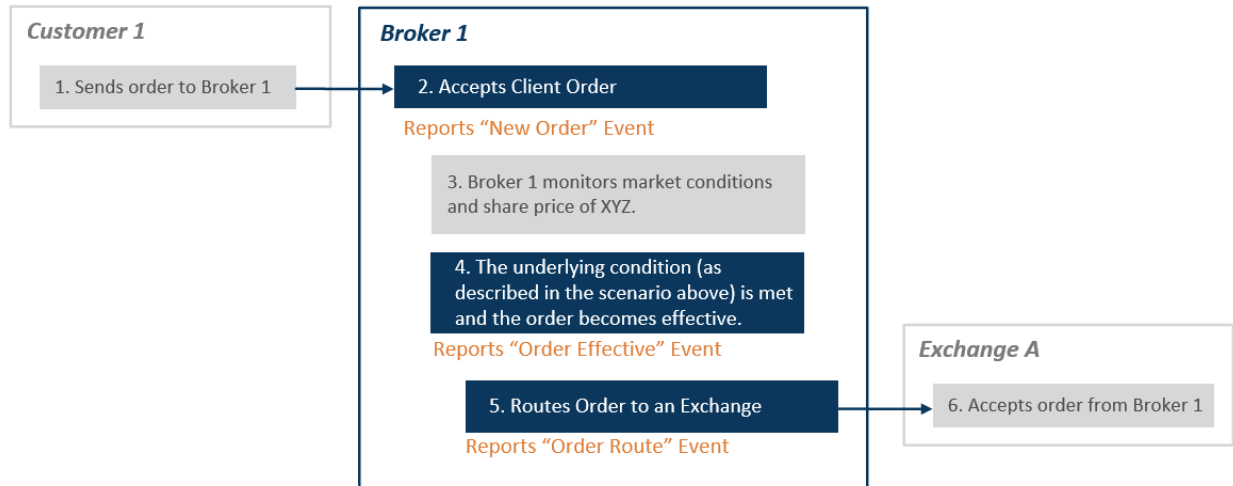 Customer 1
1. Sends order to Broker 1
Broker 1
2. Accepts Client Order
Reports “New Order” Event
3. Broker 1 monitors market conditions
and share price of XYZ.
4. The underlying condition (as
described in the scenario above) is met
and the order becomes effective.
Reports “Order Effective” Event
5. Routes Order to an Exchange
Reports “Order Route” Event
Exchange A
6. Accepts order from Broker 1